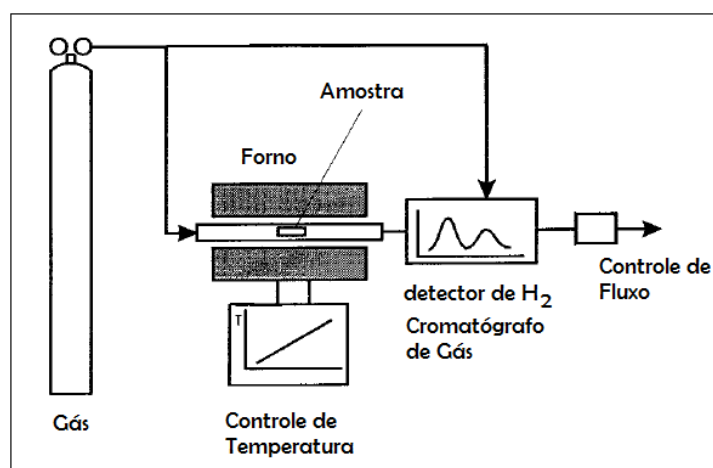 Amostra
Forno
T
detector de H2
Cromatógrafo
de Gás
Controle de
Fluxo
Gás
Controle de
Temperatura